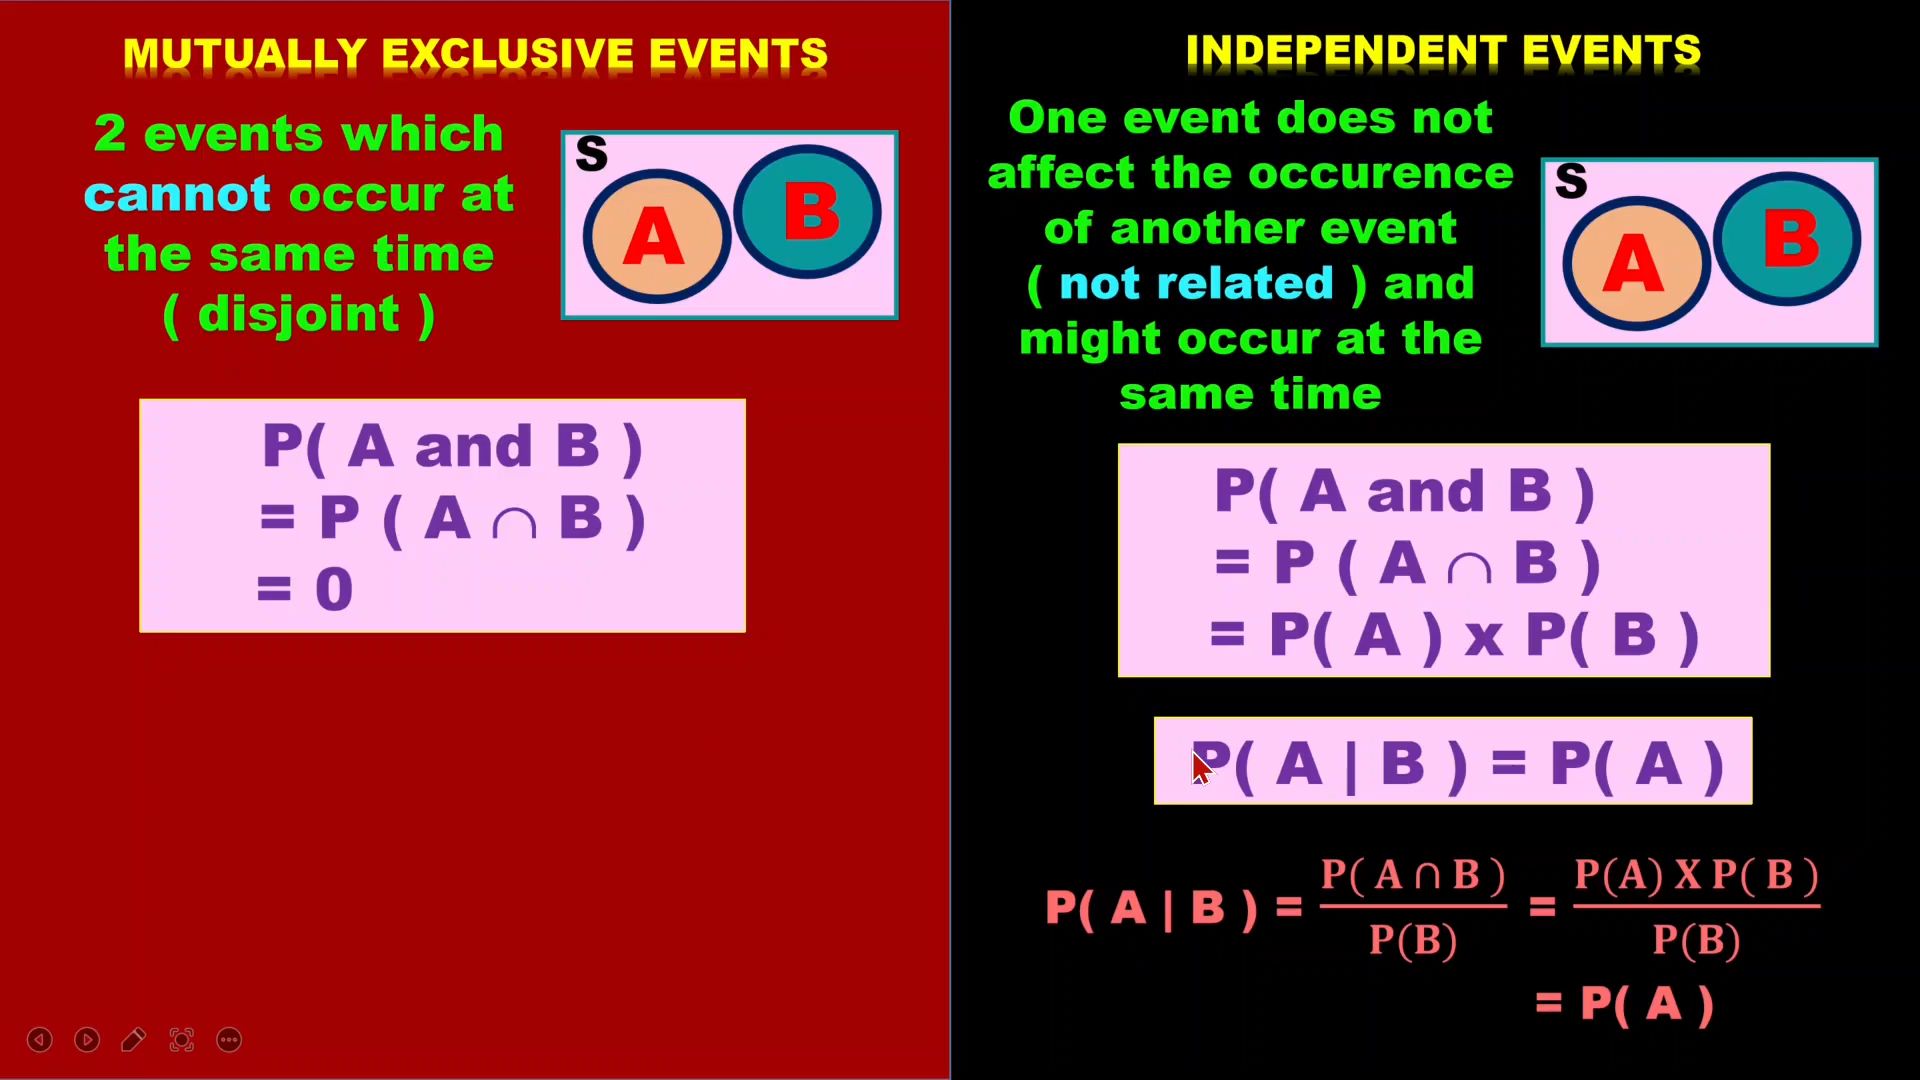 MUTUALLY EXCLUSIVE EVENTS
2 events which
cannot occur at
the same time
( disjoint )
S
A
B
P( A and B )
= P ( A ∩ B )
= 0
INDEPENDENT EVENTS
One event does not
affect the occurence
of another event
( not related ) and
might occur at the
same time
S
A
B
P( A and B )
= P ( A ∩ B )
= P( A ) x P( B )
P( A | B ) = P( A )
P( A | B ) = P( A ∩ B ) / P(B) = P(A) X P( B ) / P(B)
= P( A )